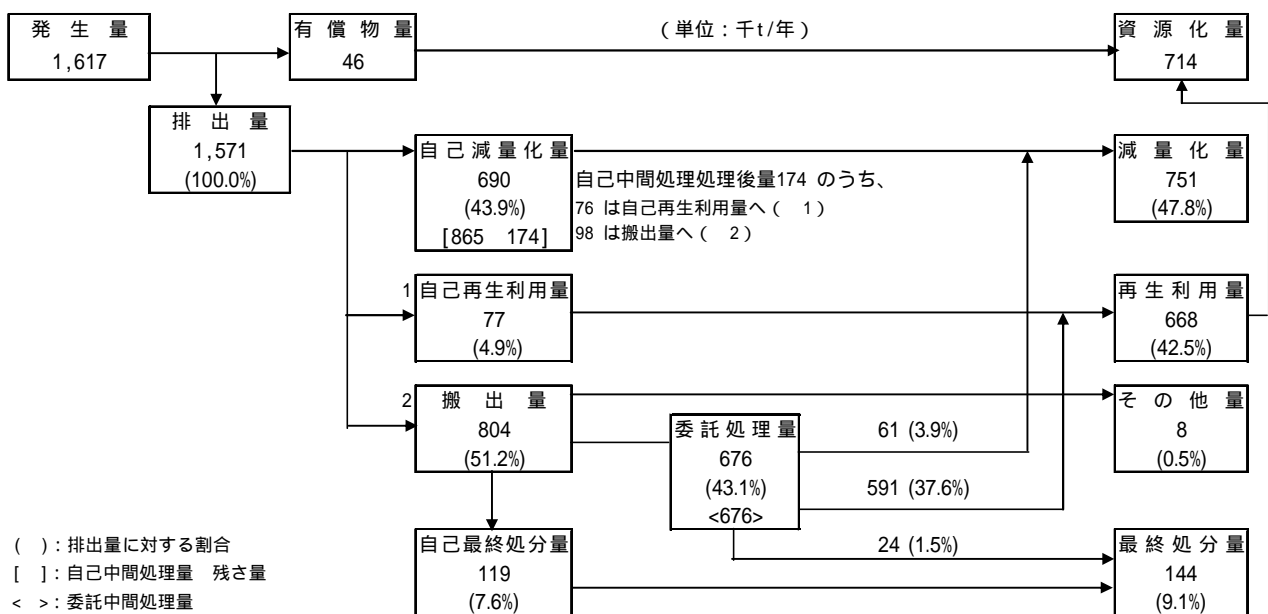 発生量
1,617
有償物量
46
(単位:千t/年)
資源化量
714
排出量
1,571
(100.0%)
自己減量化量
690
(43.9%)
[865 174]
自己中間処理処理後量174 のうち、
76 は自己再生利用量へ( 1)
98 は搬出量へ( 2)
減量化量
751
(47.8%)
1
自己再生利用量
77
(4.9%)
再生利用量
668
(42.5%)
2
搬出量
804
(51.2%)
委託処理量
676
(43.1%)
<676>
61 (3.9%)
591 (37.6%)
24 (1.5%)
その他量
8
(0.5%)
自己最終処分量
119
(7.6%)
最終処分量
144
(9.1%)
( ):排出量に対する割合
[ ]:自己中間処理量 残さ量
< >:委託中間処理量